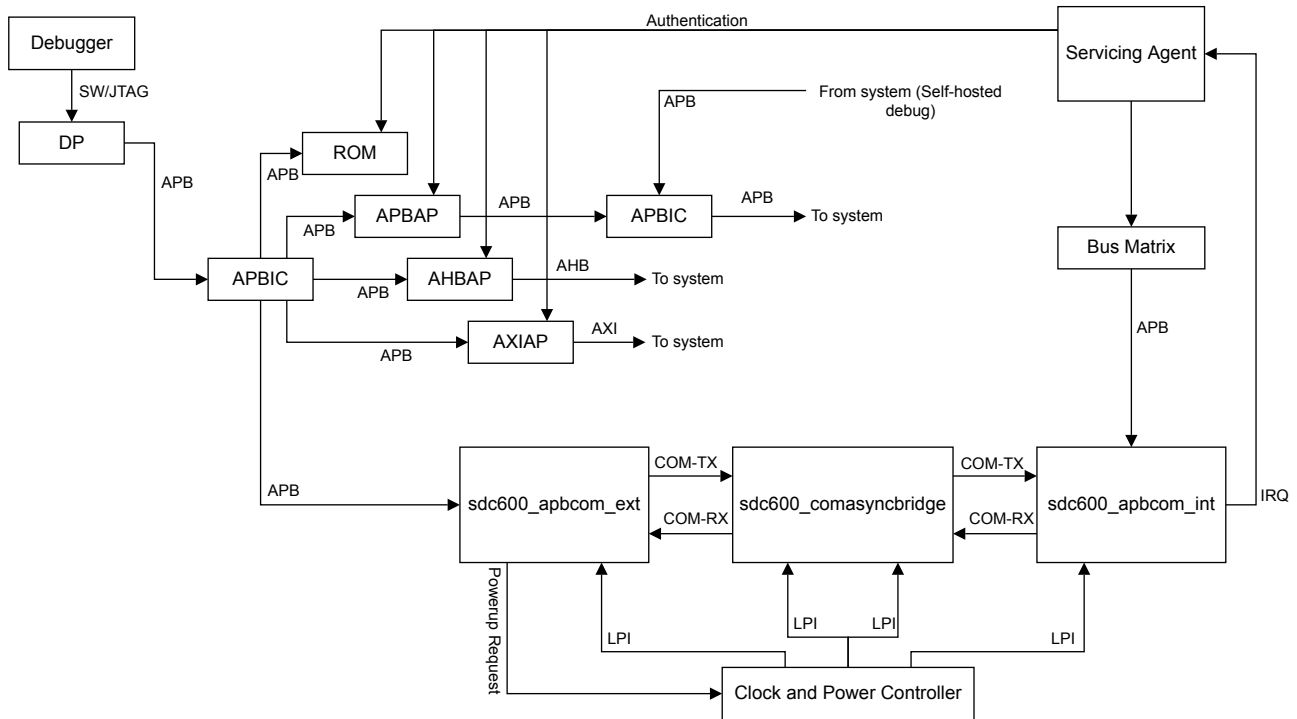 Authentication
Debugger
Servicing Agent
SW/JTAG
From system (Self-hosted
debug)
APB
DP
ROM
APB
APB
APBAP
APB
APBIC
APB
To system
APB
Bus Matrix
APBIC
AHBAP
AHB
To system
APB
AXIAP
AXI
To system
APB
APB
COM-TX
COM-TX
APB
sdc600_apbcom_ext
sdc600_comasyncbridge
sdc600_apbcom_int
IRQ
COM-RX
COM-RX
Powerup Request
LPI
LPI
LPI
LPI
Clock and Power Controller